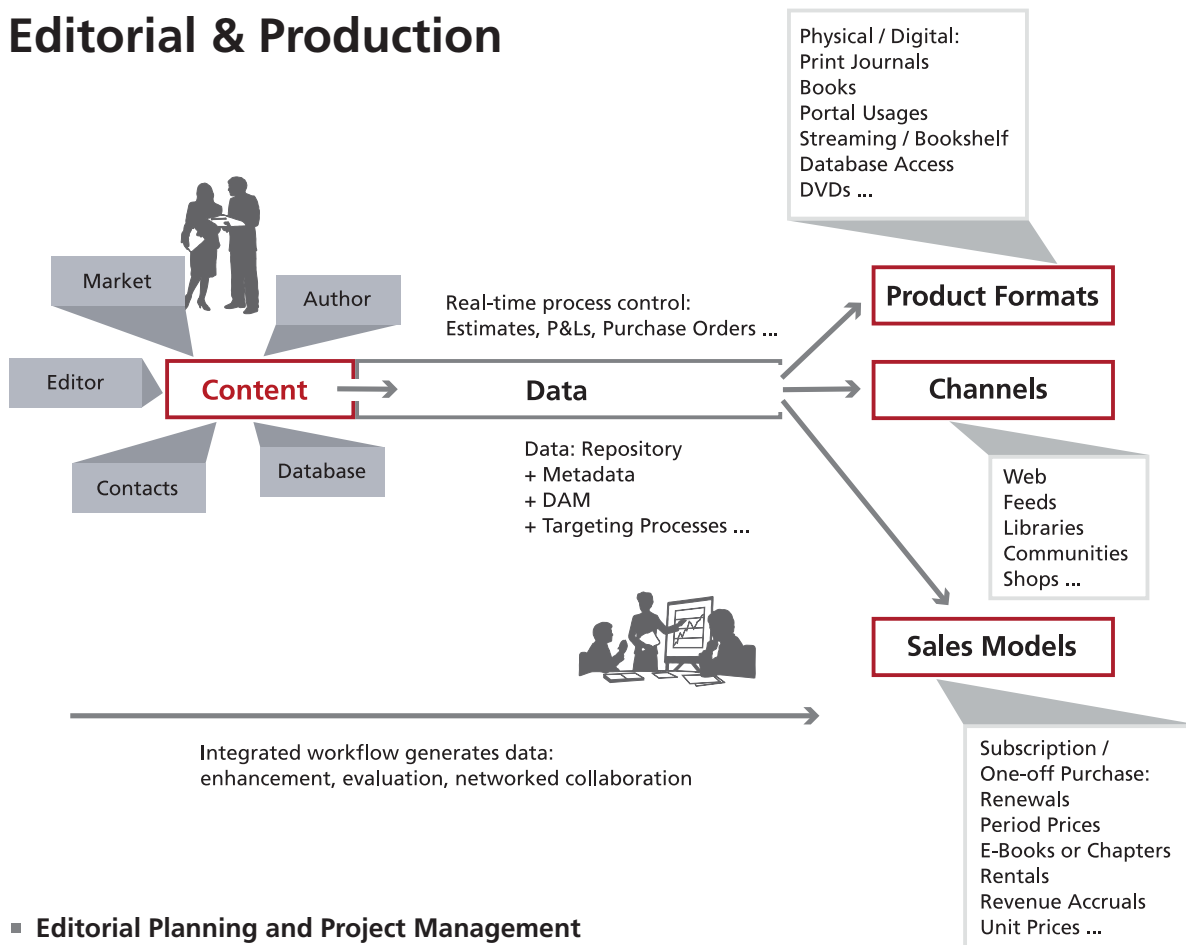 Editorial & Production
Physical / Digital:
Print Journals
Books
Portal Usages
Streaming / Bookshelf
Database Access
DVDs ...
Market
Author
Editor
Content
Contacts
Database
Real-time process control:
Estimates, P&Ls, Purchase Orders ...
Data
Data: Repository
+ Metadata
+ DAM
+ Targeting Processes ...
Product Formats
Channels
Web
Feeds
Libraries
Communities
Shops ...
Sales Models
Subscription /
One-off Purchase:
Renewals
Period Prices
E-Books or Chapters
Rentals
Revenue Accruals
Unit Prices ...
Integrated workflow generates data:
enhancement, evaluation, networked collaboration
▪ Editorial Planning and Project Management